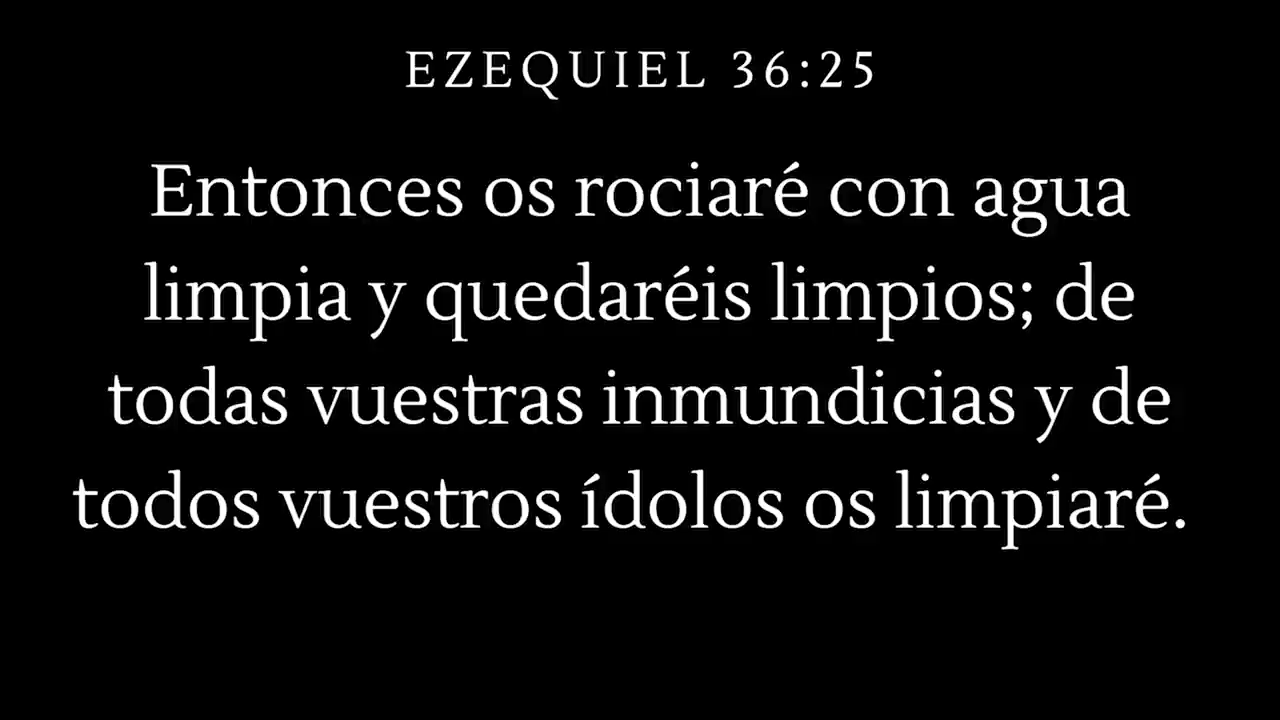 EZEQUIEL 36:25
Entonces os rociaré con agua
limpia y quedaréis limpios; de
todas vuestras inmundicias y de
todos vuestros ídolos os limpiaré.